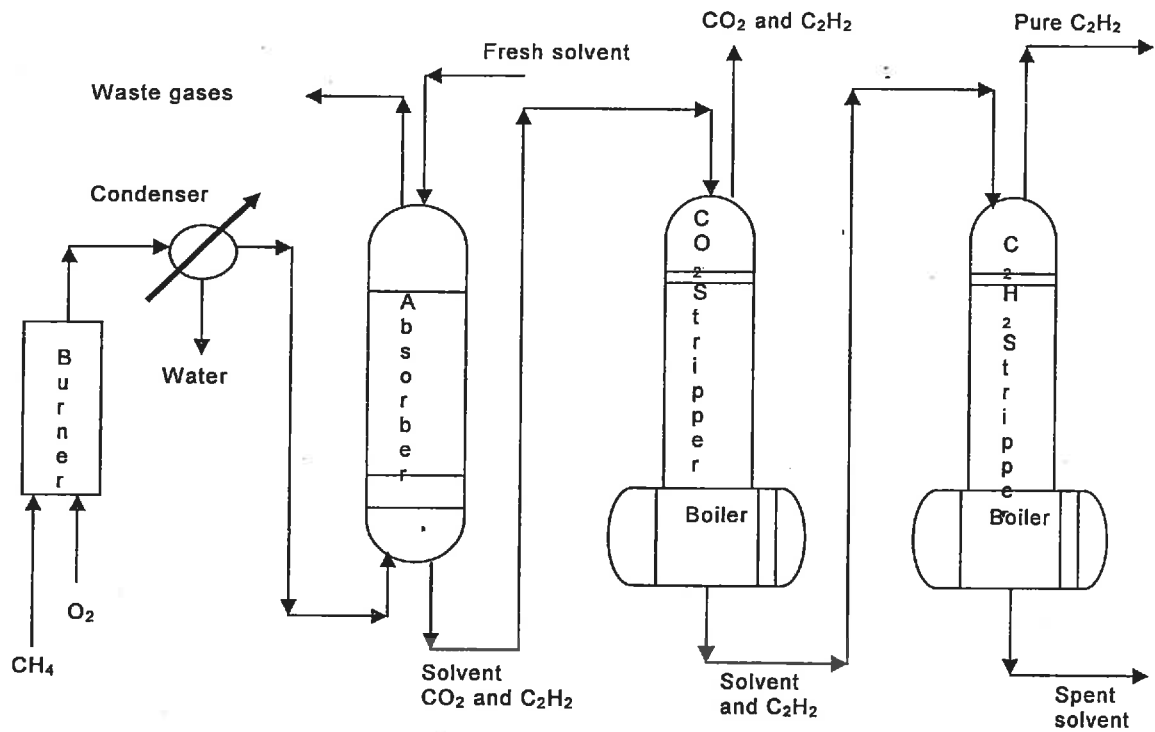 CO₂ and C₂H₂
Pure C₂H₂
Fresh solvent
Waste gases
Condenser
Water
Burner
Absorber
CO₂ Stripper
C₂H₂ Stripper
Boiler
Boiler
O₂
CH₄
Solvent
CO₂ and C₂H₂
Solvent
and C₂H₂
Spent
solvent